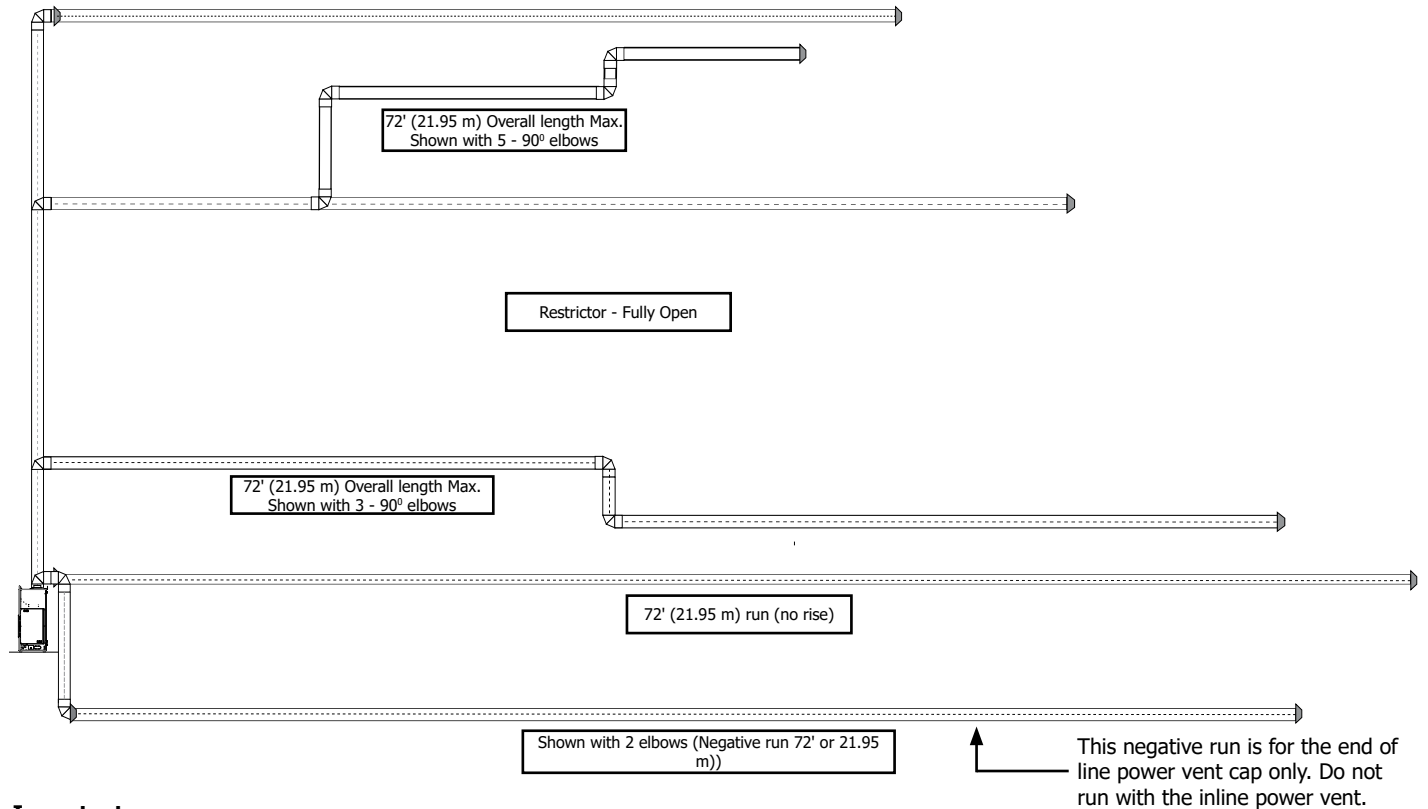 72' (21.95 m) Overall length Max.
Shown with 5 - 90⁰ elbows
Restrictor - Fully Open
72' (21.95 m) Overall length Max.
Shown with 3 - 90⁰ elbows
72' (21.95 m) run (no rise)
Shown with 2 elbows (Negative run 72' or 21.95
m))
This negative run is for the end of
line power vent cap only. Do not
run with the inline power vent.